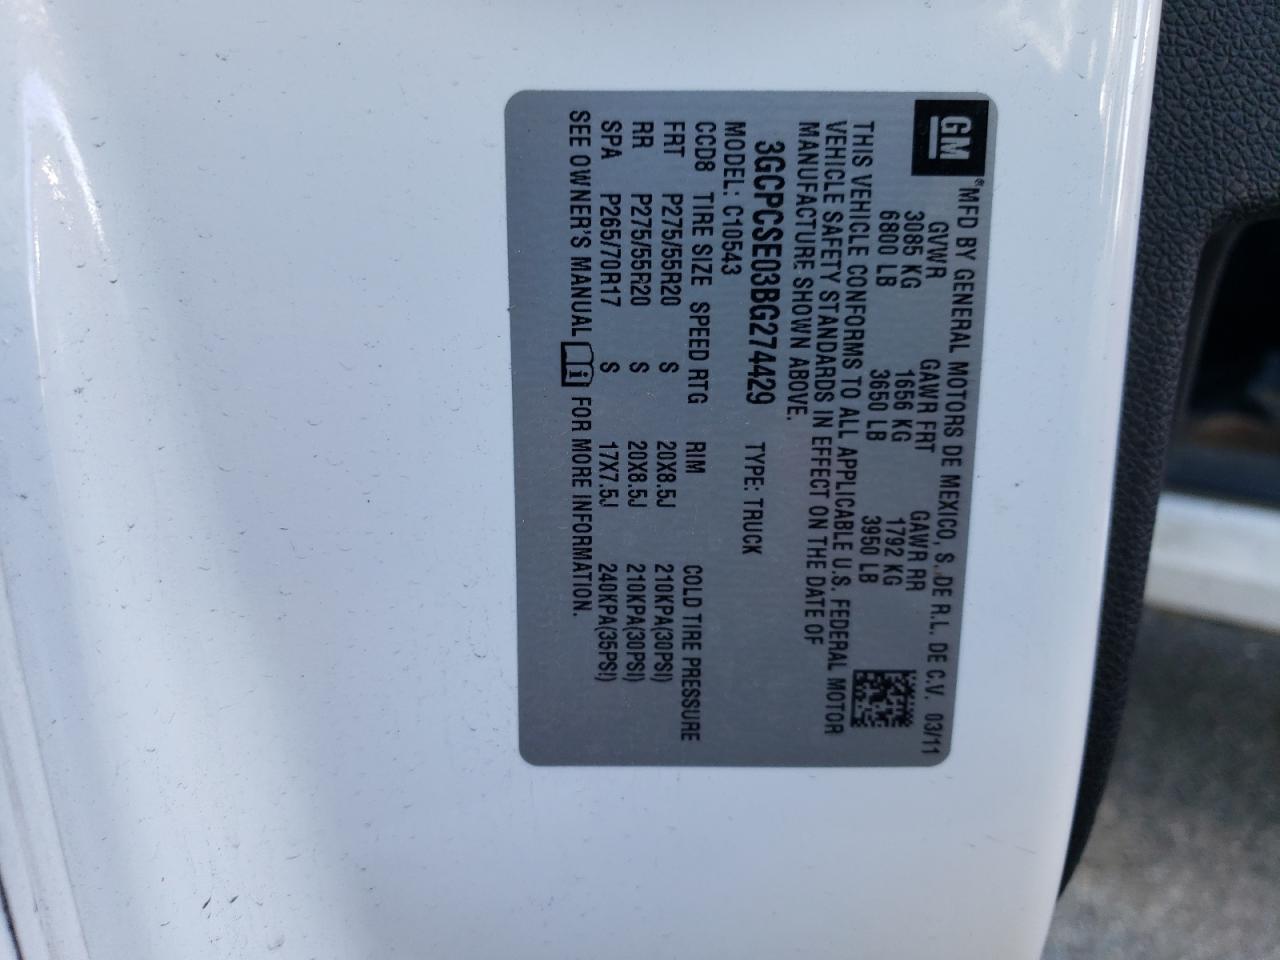 GM
® MFD BY GENERAL MOTORS DE MEXICO, S. DE R.L. DE C.V. 03/11
GVWR GAWR FRT GAWR RR
3085 KG 1656 KG 1792 KG
6800 LB 3650 LB 3950 LB
THIS VEHICLE CONFORMS TO ALL APPLICABLE U.S. FEDERAL MOTOR
VEHICLE SAFETY STANDARDS IN EFFECT ON THE DATE OF
MANUFACTURE SHOWN ABOVE.
3GCPCSE03BG274429 TYPE: TRUCK
MODEL: C10543
CCD8 TIRE SIZE SPEED RTG RIM COLD TIRE PRESSURE
FRT P275/55R20 S 20X8.5J 210KPA(30PSI)
RR P275/55R20 S 20X8.5J 210KPA(30PSI)
SPA P265/70R17 S 17X7.5J 240KPA(35PSI)
SEE OWNER'S MANUAL i FOR MORE INFORMATION.